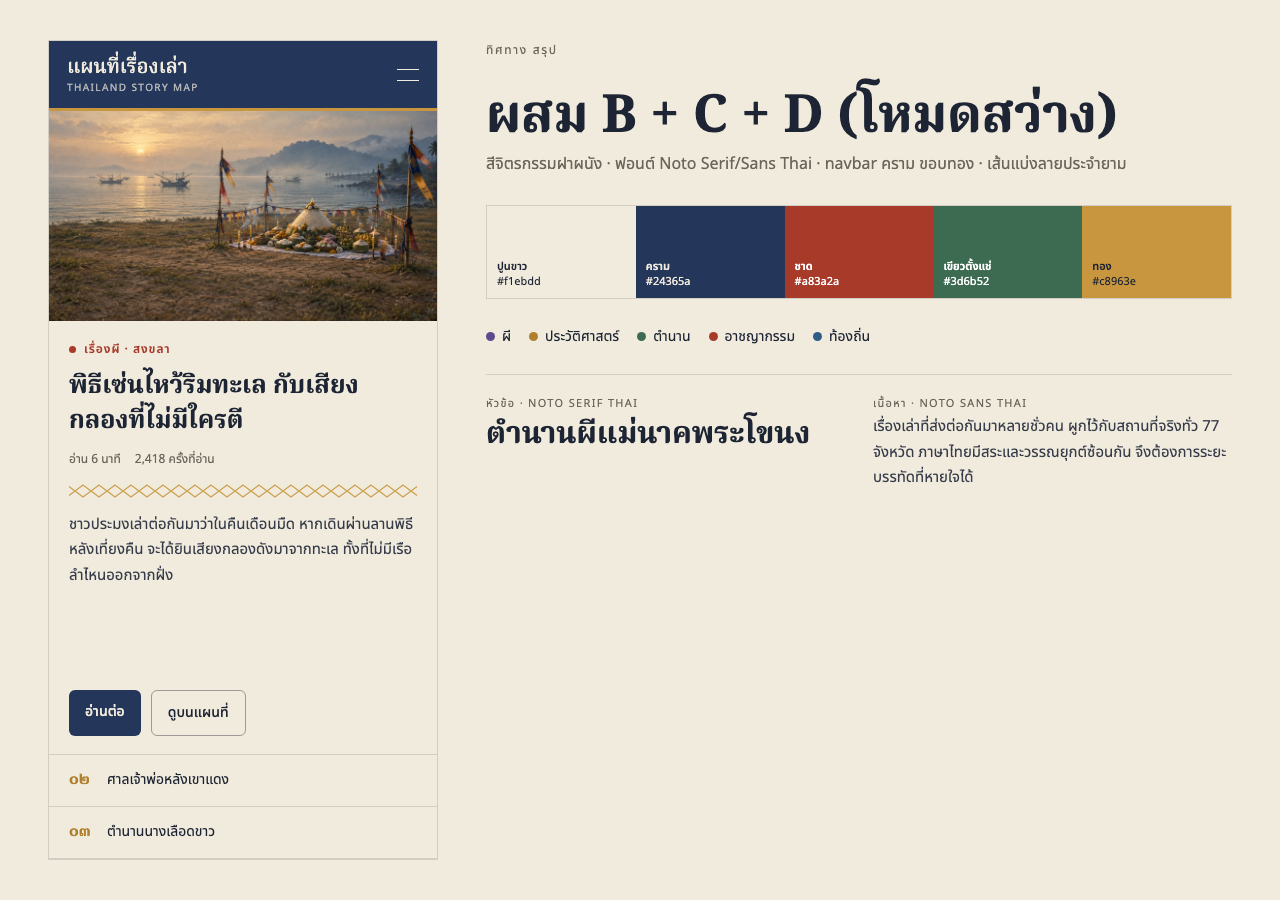 แผนที่เรื่องเล่า
THAILAND STORY MAP
เรื่องผี · สงขลา
พิธีเซ่นไหว้ริมทะเล กับเสียง
กลองที่ไม่มีใครตี
อ่าน 6 นาที 2,418 ครั้งที่อ่าน
ชาวประมงเล่าต่อกันมาว่าในคืนเดือนมืด หากเดินผ่านลานพิธี
หลังเที่ยงคืน จะได้ยินเสียงกลองดังมาจากทะเล ทั้งที่ไม่มีเรือ
ลำไหนออกจากฝั่ง
อ่านต่อ ดูบนแผนที่
๐๒ ศาลเจ้าพ่อหลังเขาแดง
๐๓ ตำนานนางเลือดขาว
ทิศทาง สรุป
ผสม B + C + D (โหมดสว่าง)
สีจิตรกรรมฝาผนัง · ฟอนต์ Noto Serif/Sans Thai · navbar คราม ขอบทอง · เส้นแบ่งลายประจำยาม
ปูนขาว คราม ชาด เขียวตั้งแช่ ทอง
#f1ebdd #24365a #a83a2a #3d6b52 #c8963e
ผี ประวัติศาสตร์ ตำนาน อาชญากรรม ท้องถิ่น
หัวข้อ · NOTO SERIF THAI
ตำนานผีแม่นาคพระโขนง
เนื้อหา · NOTO SANS THAI
เรื่องเล่าที่ส่งต่อกันมาหลายชั่วคน ผูกไว้กับสถานที่จริงทั่ว 77
จังหวัด ภาษาไทยมีสระและวรรณยุกต์ซ้อนกัน จึงต้องการระยะ
บรรทัดที่หายใจได้